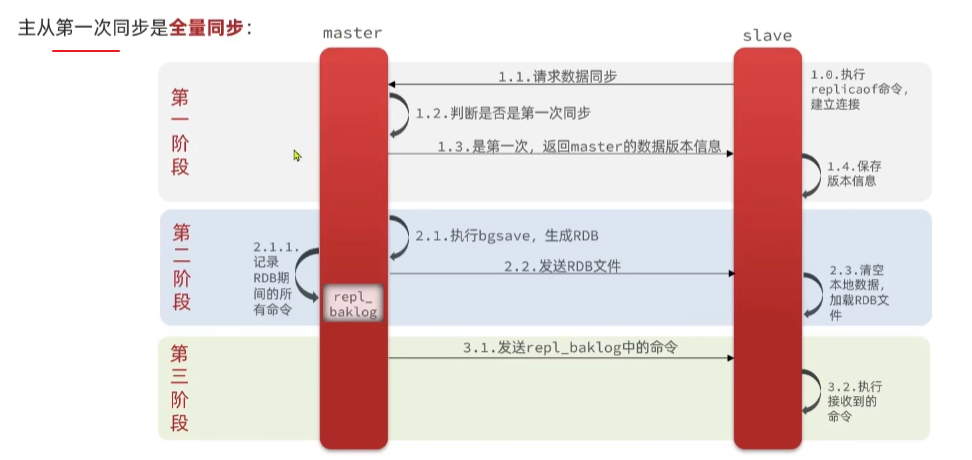 主从第一次同步是全量同步：
master
slave
第一阶段
1.0.执行
replicaof命令，
建立连接
1.1.请求数据同步
1.2.判断是否是第一次同步
1.3.是第一次，返回master的数据版本信息
1.4.保存
版本信息
第二阶段
2.1.执行bgsave，生成RDB
2.1.1.
记录
RDB期
间的所
有命令
repl_
baklog
2.2.发送RDB文件
2.3.清空
本地数据，
加载RDB文
件
第三阶段
3.1.发送repl_baklog中的命令
3.2.执行
接收到的
命令